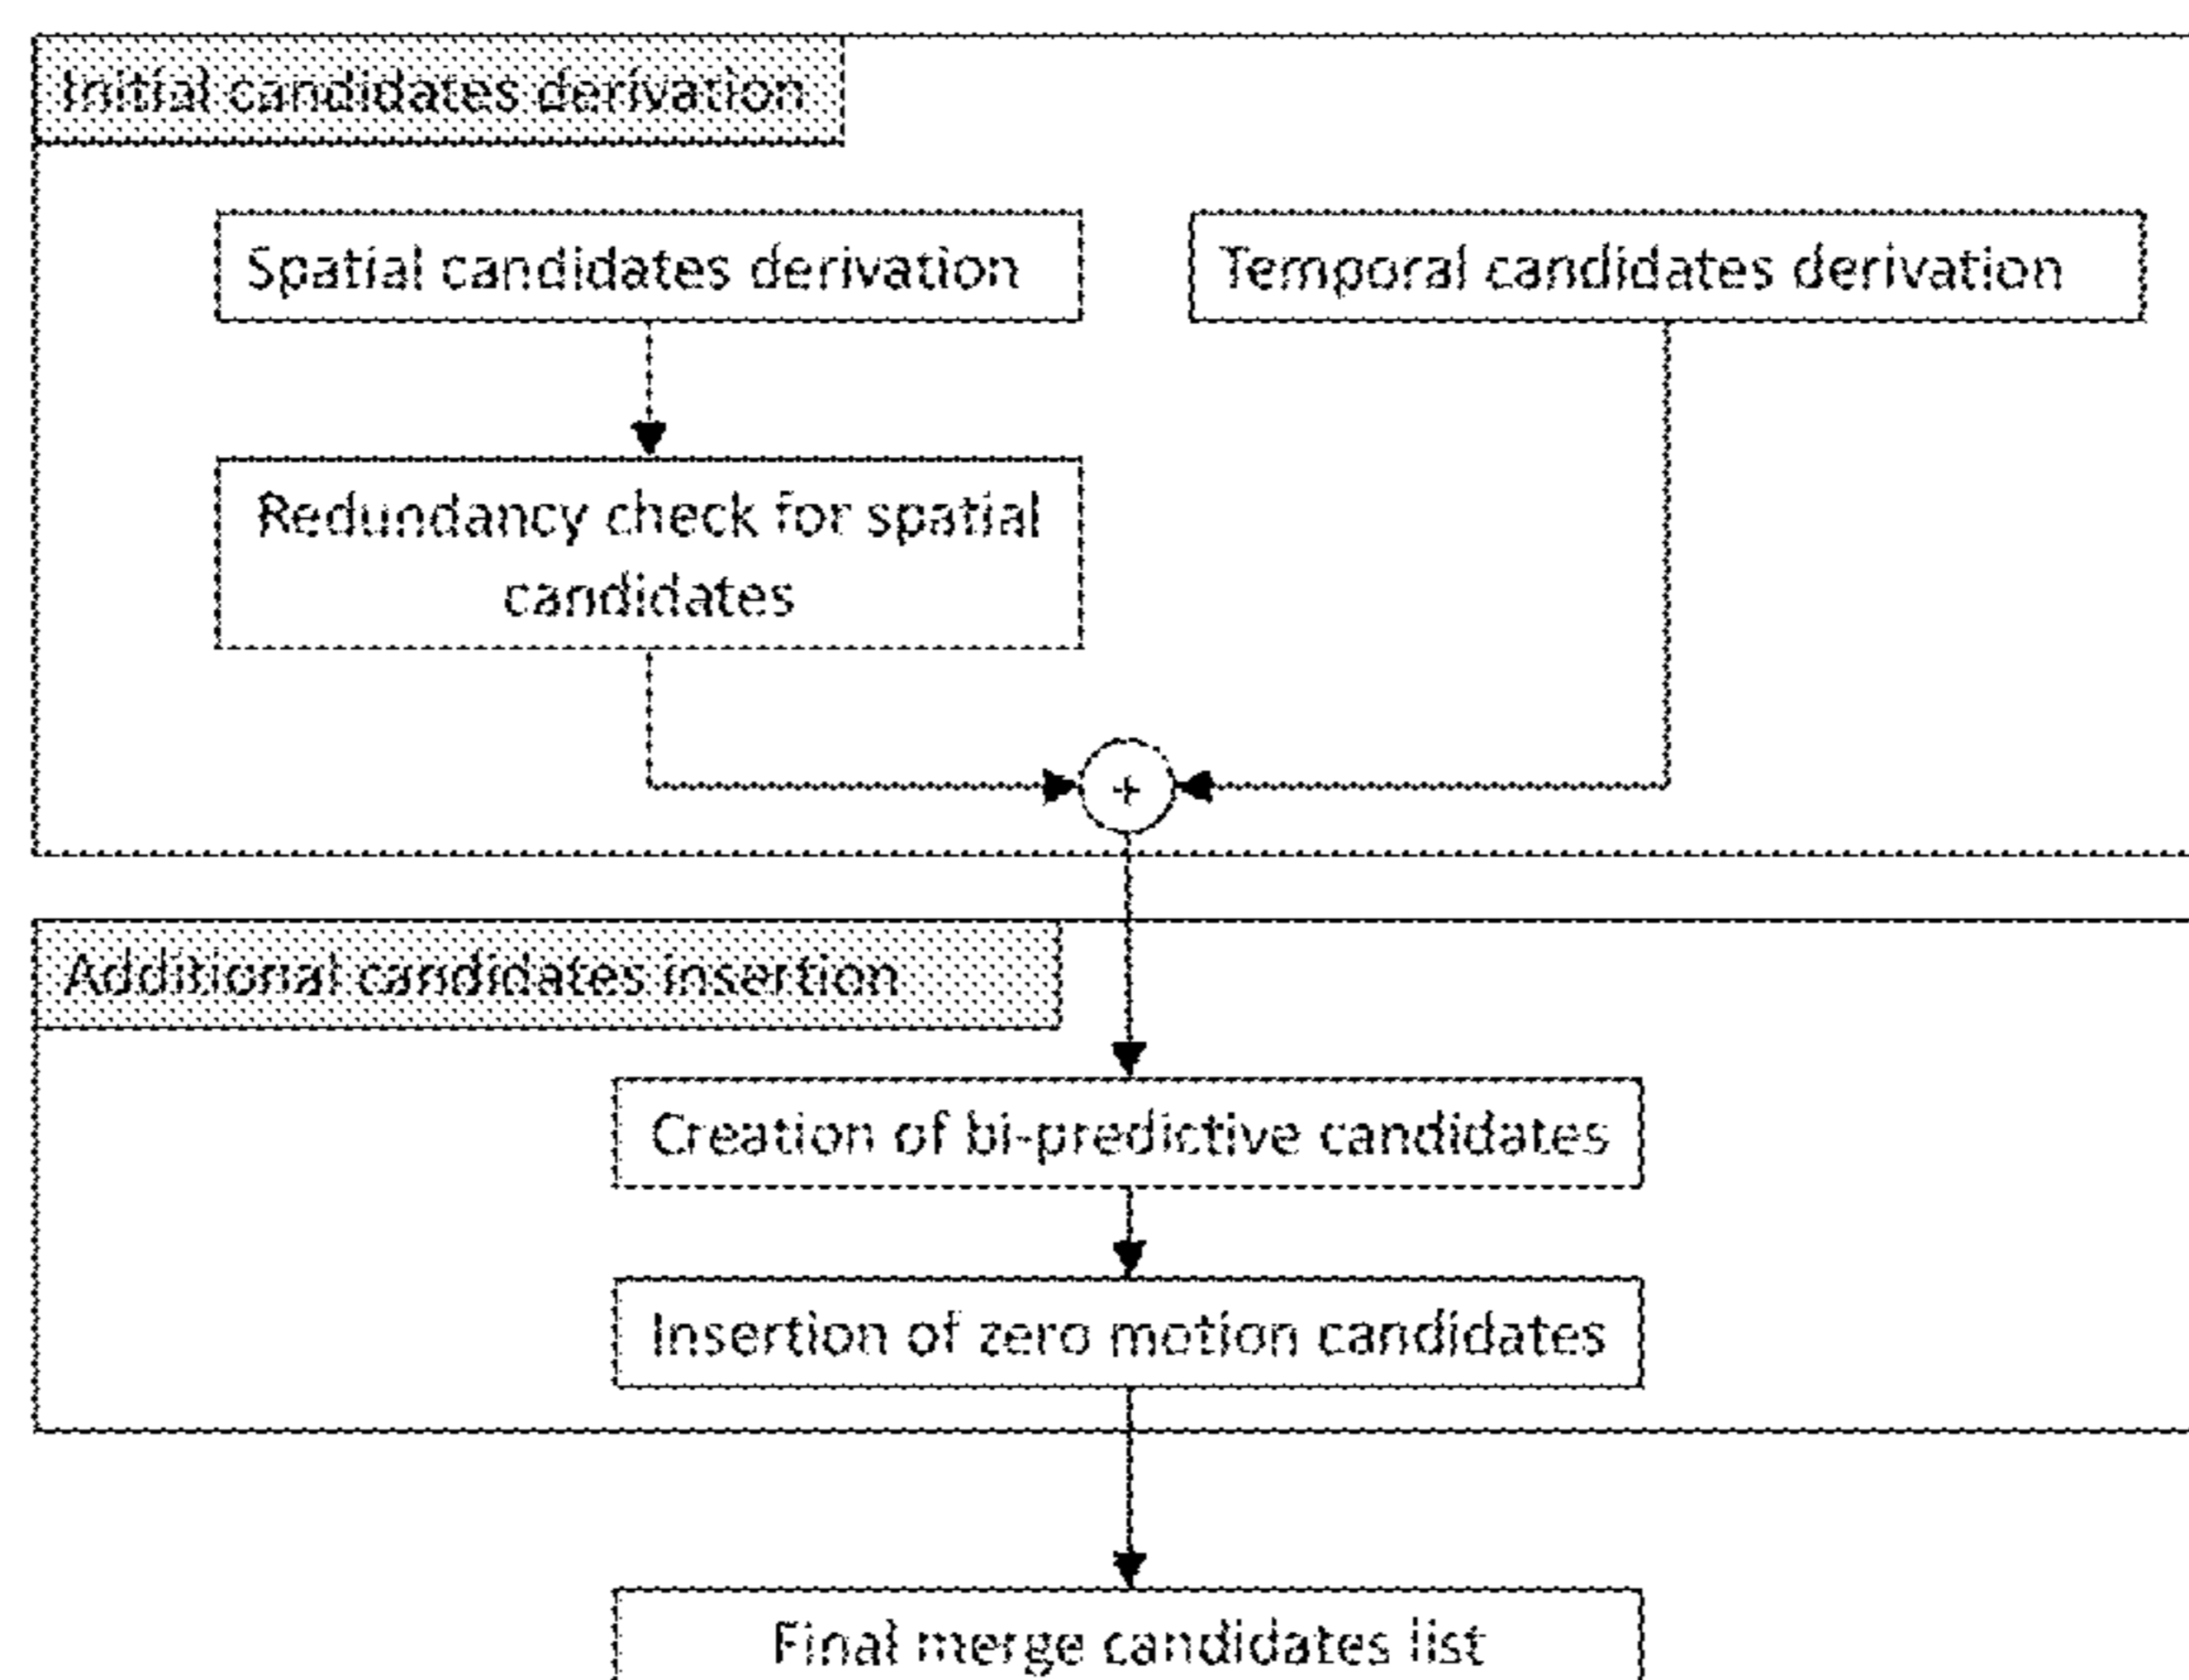 Initial candidates derivation
Spatial candidates derivation
Temporal candidates derivation
Redundancy check for spatial
candidates
+
Additional candidates insertion
Creation of bi-predictive candidates
Insertion of zero motion candidates
Final merge candidates list